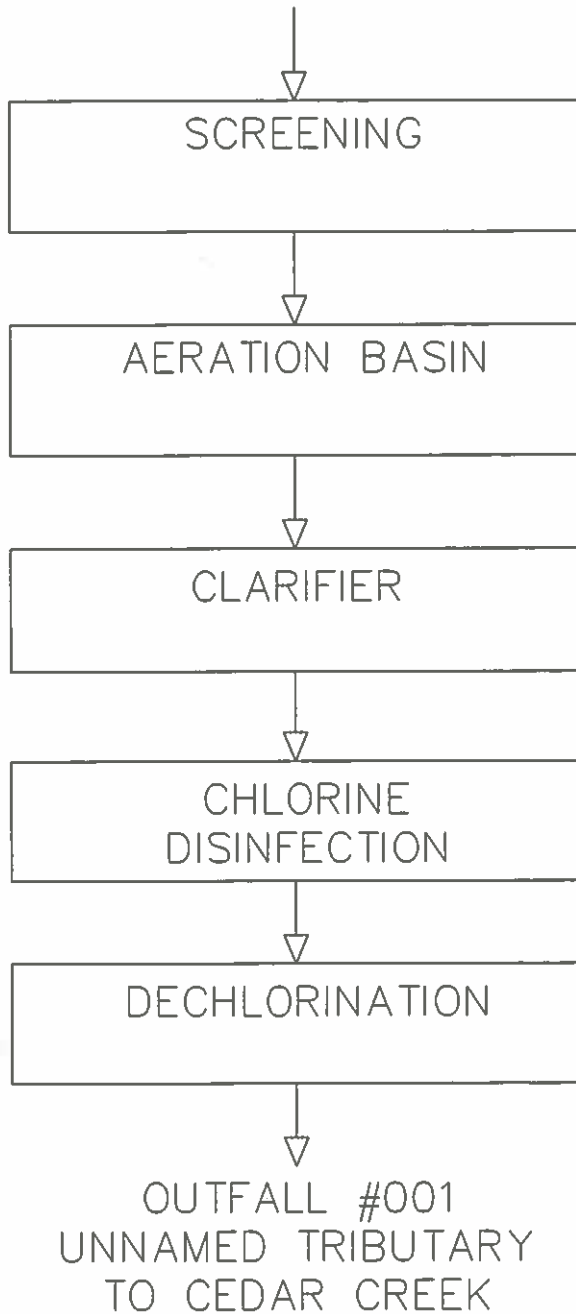 SCREENING
AERATION BASIN
CLARIFIER
CHLORINE
DISINFECTION
DECHLORINATION
OUTFALL #001
UNNAMED TRIBUTARY
TO CEDAR CREEK